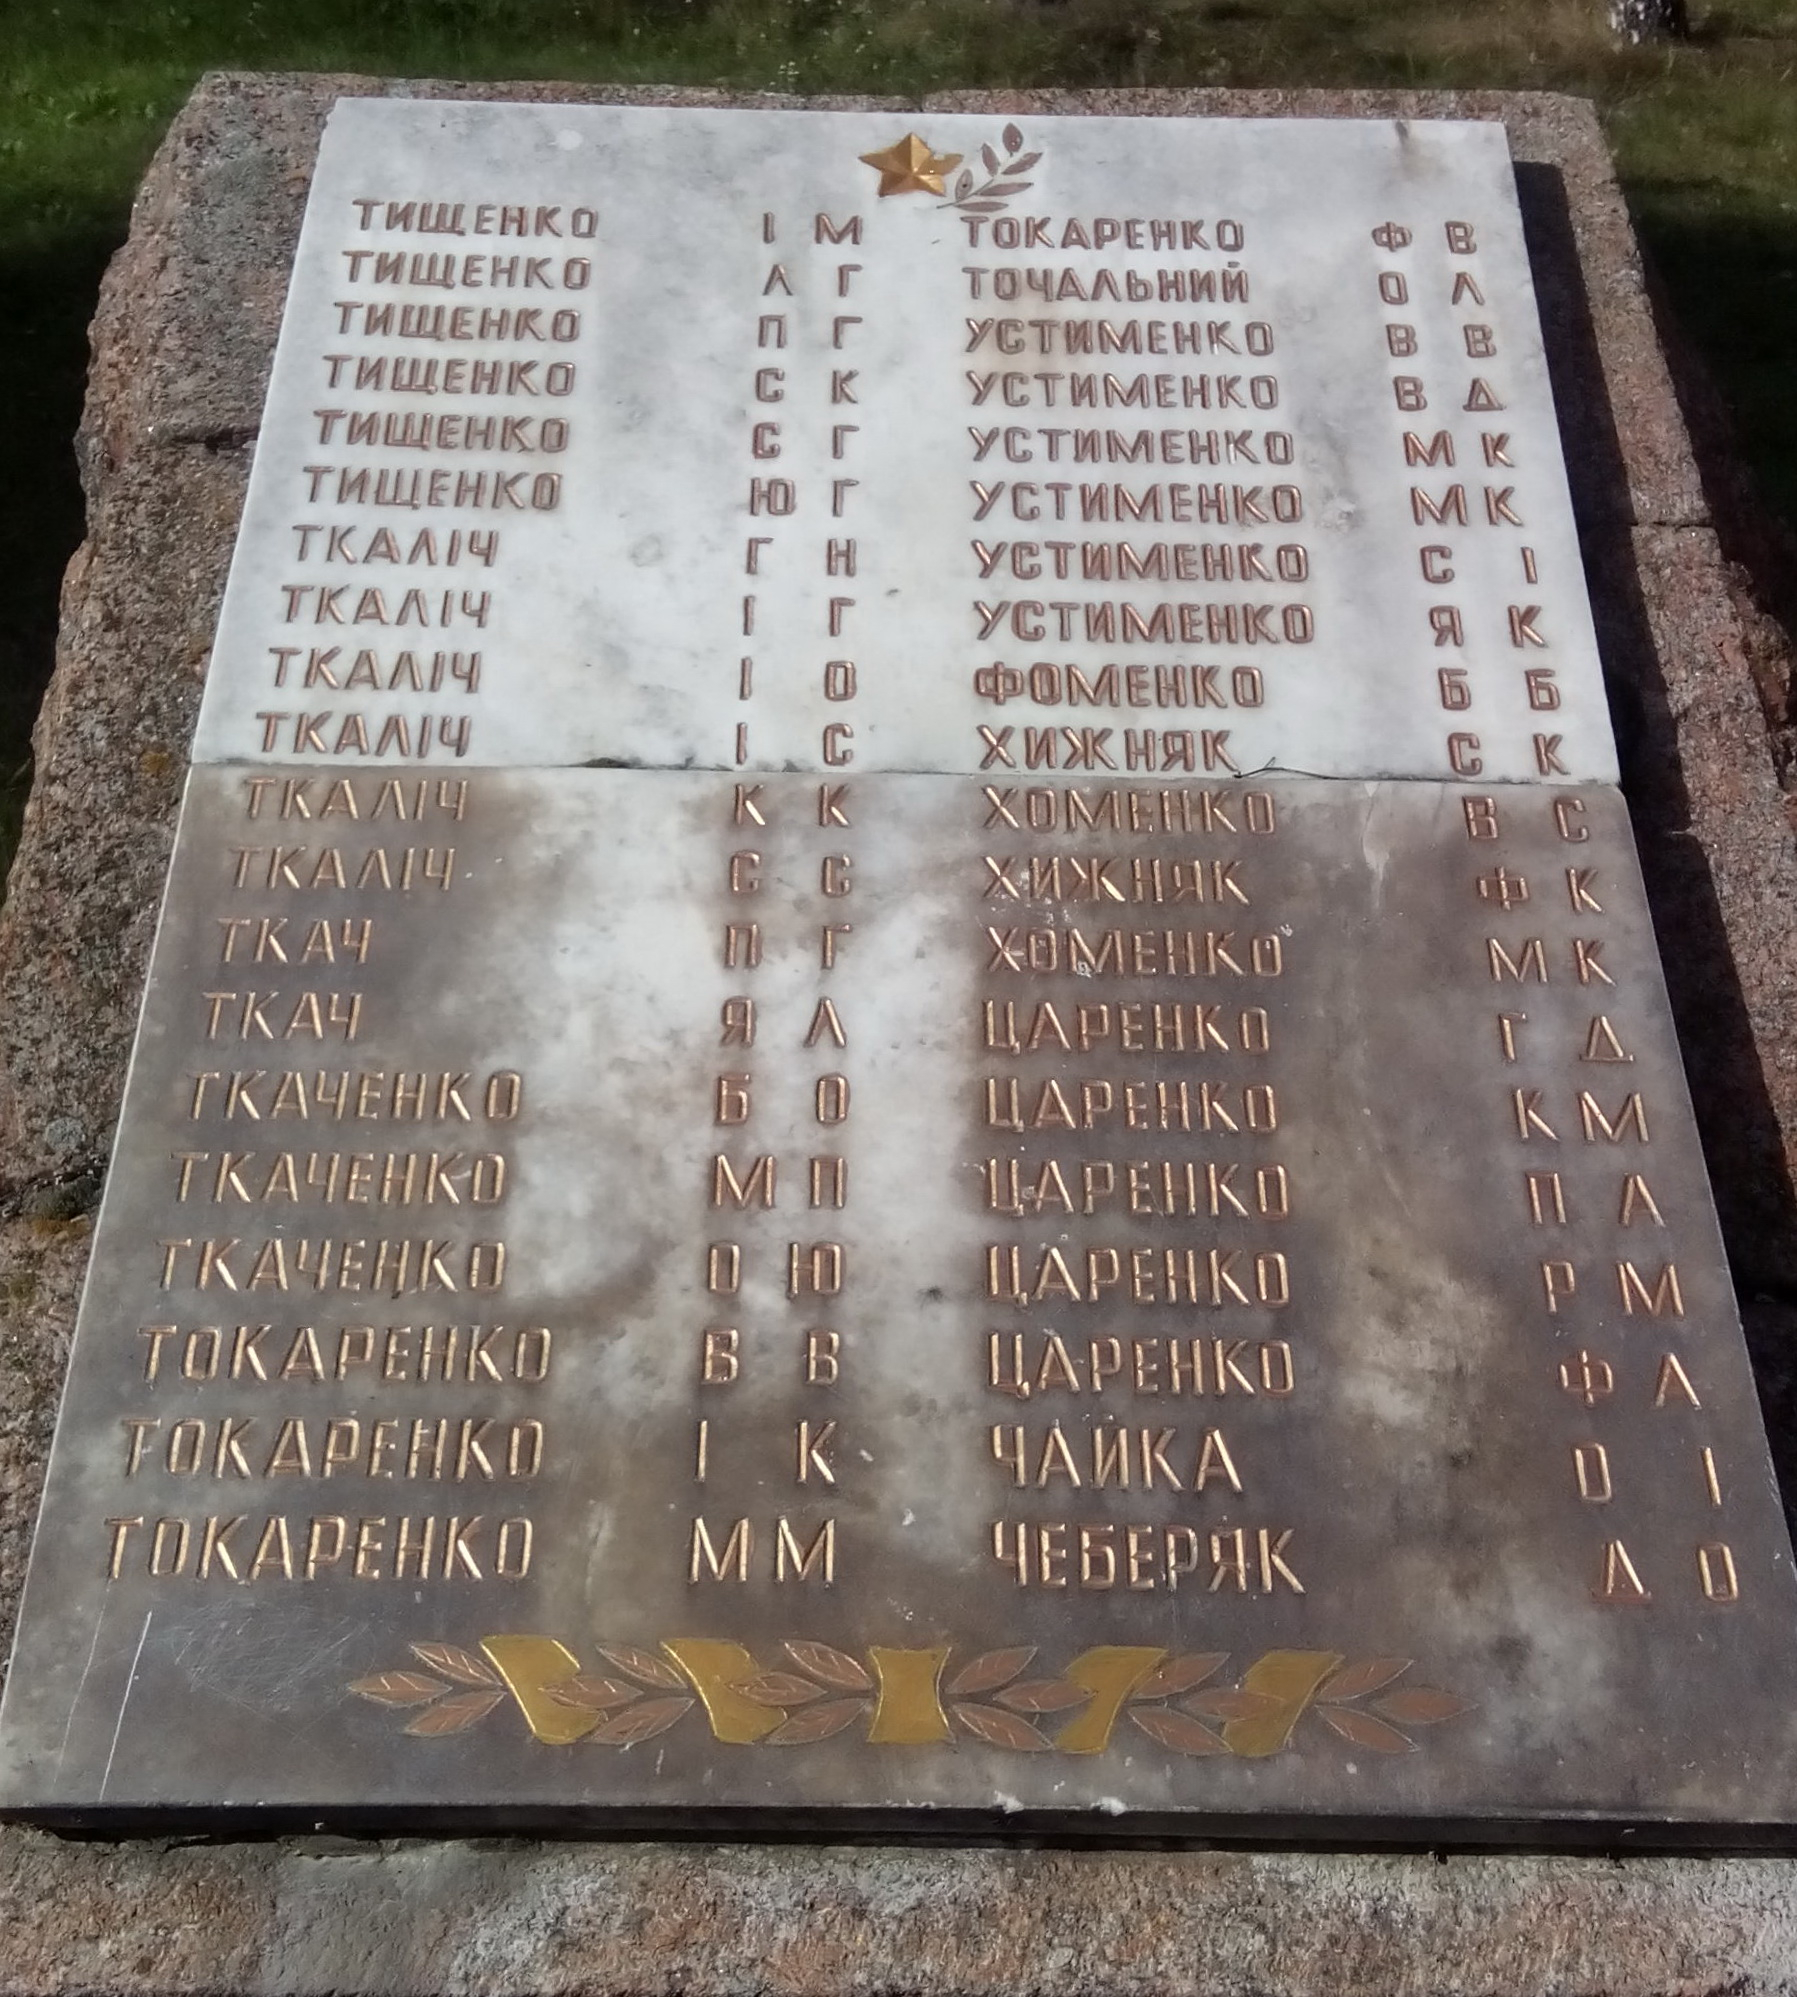 ТИЩЕНКО І М
ТИЩЕНКО Л Г
ТИЩЕНКО П Г
ТИЩЕНКО С К
ТИЩЕНКО С Г
ТИЩЕНКО Ю Г
ТКАЛІЧ Г Н
ТКАЛІЧ І Г
ТКАЛІЧ І О
ТКАЛІЧ І С
ТКАЛІЧ К К
ТКАЛІЧ С С
ТКАЧ П Г
ТКАЧ Я Л
ТКАЧЕНКО Б О
ТКАЧЕНКО М П
ТКАЧЕНКО О Ю
ТОКАРЕНКО В В
ТОКАРЕНКО І К
ТОКАРЕНКО М М
ТОКАРЕНКО Ф В
ТОЧАЛЬНИЙ О Л
УСТИМЕНКО В В
УСТИМЕНКО В Д
УСТИМЕНКО М К
УСТИМЕНКО М К
УСТИМЕНКО С І
УСТИМЕНКО Я К
ФОМЕНКО Б Б
ХИЖНЯК С К
ХОМЕНКО В С
ХИЖНЯК Ф К
ХОМЕНКО М К
ЦАРЕНКО Г Д
ЦАРЕНКО К М
ЦАРЕНКО П А
ЦАРЕНКО Р М
ЦАРЕНКО Ф Л
ЧАЙКА О І
ЧЕБЕРЯК Д О